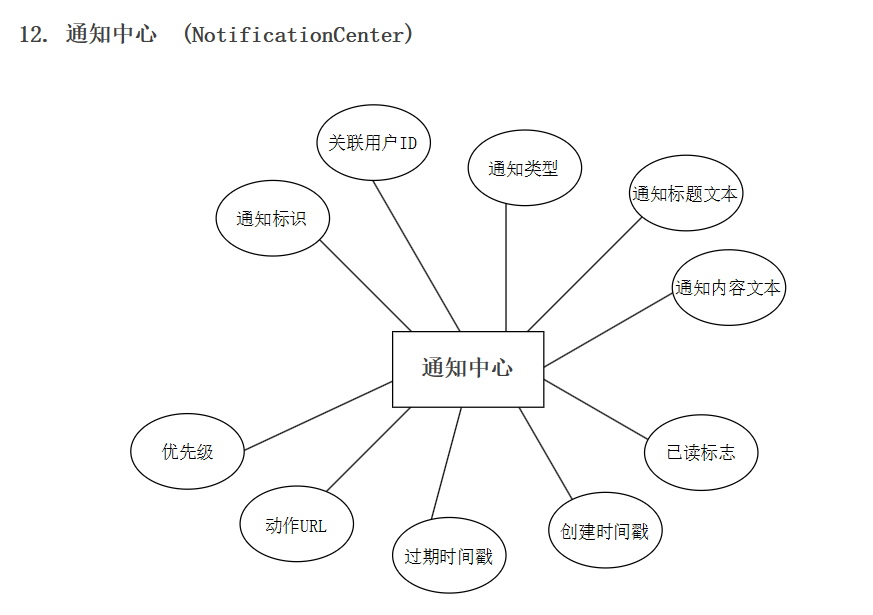 12. 通知中心 (NotificationCenter)
关联用户ID
通知类型
通知标题文本
通知标识
通知内容文本
通知中心
优先级
已读标志
动作URL
创建时间戳
过期时间戳